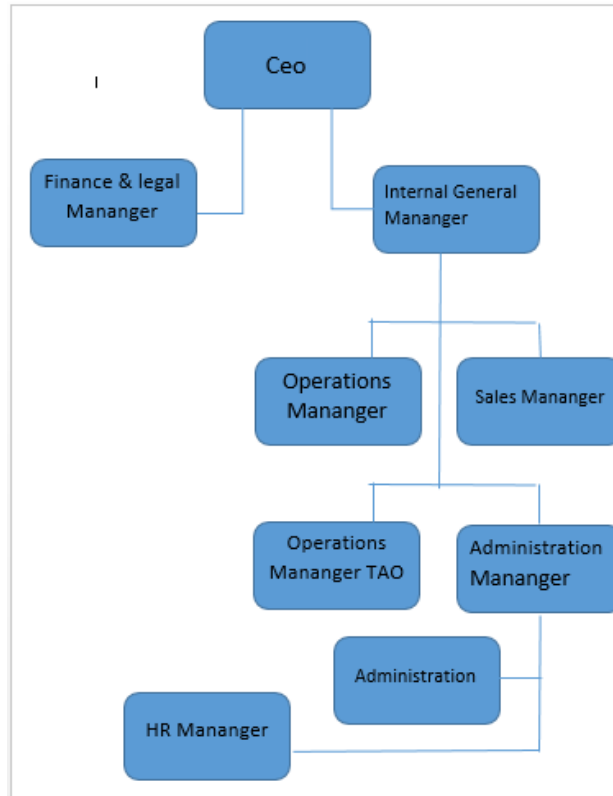 Ceo
I
Finance & legal
Mananger
Internal General
Mananger
Operations
Mananger
Sales Mananger
Operations
Mananger TAO
Administration
Mananger
Administration
HR Mananger